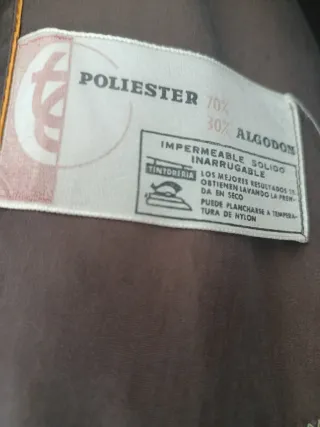 POLIESTER 70%
30% ALGODON
IMPERMEABLE SOLIDO
INARRUGABLE
TINTORERIA
LOS MEJORES RESULTADOS SE
OBTIENEN LAVANDO LA PREN-
DA EN SECO
PUEDE PLANCHARSE A TEMPERA-
TURA DE NYLON